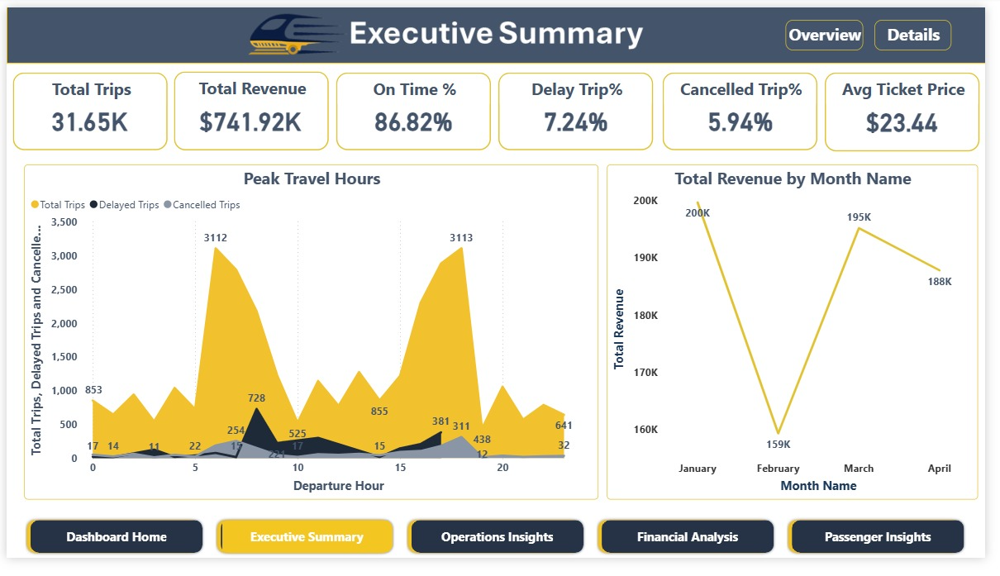 Executive Summary
Overview
Details
Total Trips
31.65K
Total Revenue
$741.92K
On Time %
86.82%
Delay Trip%
7.24%
Cancelled Trip%
5.94%
Avg Ticket Price
$23.44
Peak Travel Hours
Total Trips Delayed Trips Cancelled Trips
Total Trips, Delayed Trips and Cancelle...
3,500
3,000
2,500
2,000
1,500
1,000
500
0
3112
3113
853
728
855
641
525
381
311
254
438
17
14
11
22
15
221
17
15
12
32
0
5
10
15
20
Departure Hour
Total Revenue by Month Name
Total Revenue
200K
190K
180K
170K
160K
200K
159K
195K
188K
January
February
March
April
Month Name
Dashboard Home
Executive Summary
Operations Insights
Financial Analysis
Passenger Insights